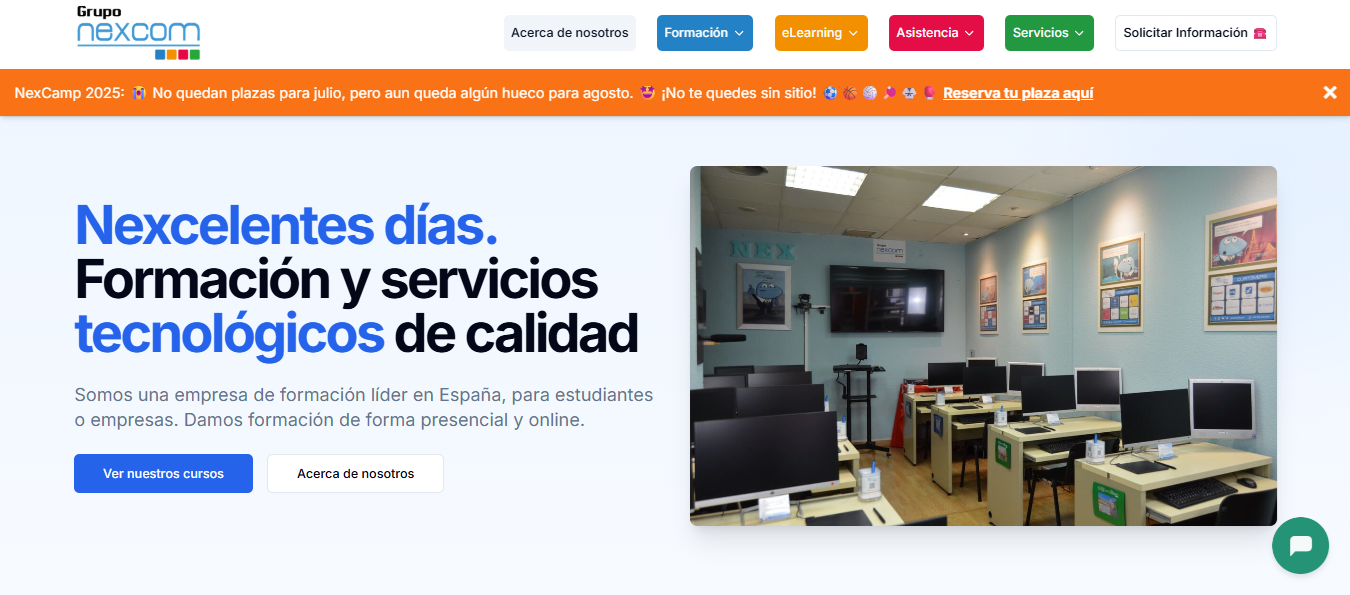 Grupo
nexcom
Acerca de nosotros
Formación
eLearning
Asistencia
Servicios
Solicitar Información
NexCamp 2025: 😭 No quedan plazas para julio, pero aun queda algún hueco para agosto. 🤩 ¡No te quedes sin sitio! Reserva tu plaza aquí
Nexcelentes días.
Formación y servicios
tecnológicos de calidad
Somos una empresa de formación líder en España, para estudiantes
o empresas. Damos formación de forma presencial y online.
Ver nuestros cursos
Acerca de nosotros
NEX
nexcom